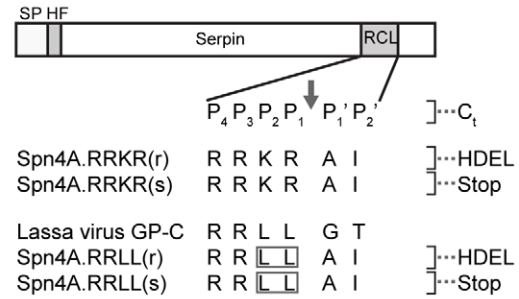 SP HF
Serpin RCL
P4 P3 P2 P1 P1' P2' ]···Ct
Spn4A.RRKR(r) R R K R A I ]···HDEL
Spn4A.RRKR(s) R R K R A I ]···Stop
Lassa virus GP-C R R L L G T
Spn4A.RRLL(r) R R L L A I ]···HDEL
Spn4A.RRLL(s) R R L L A I ]···Stop